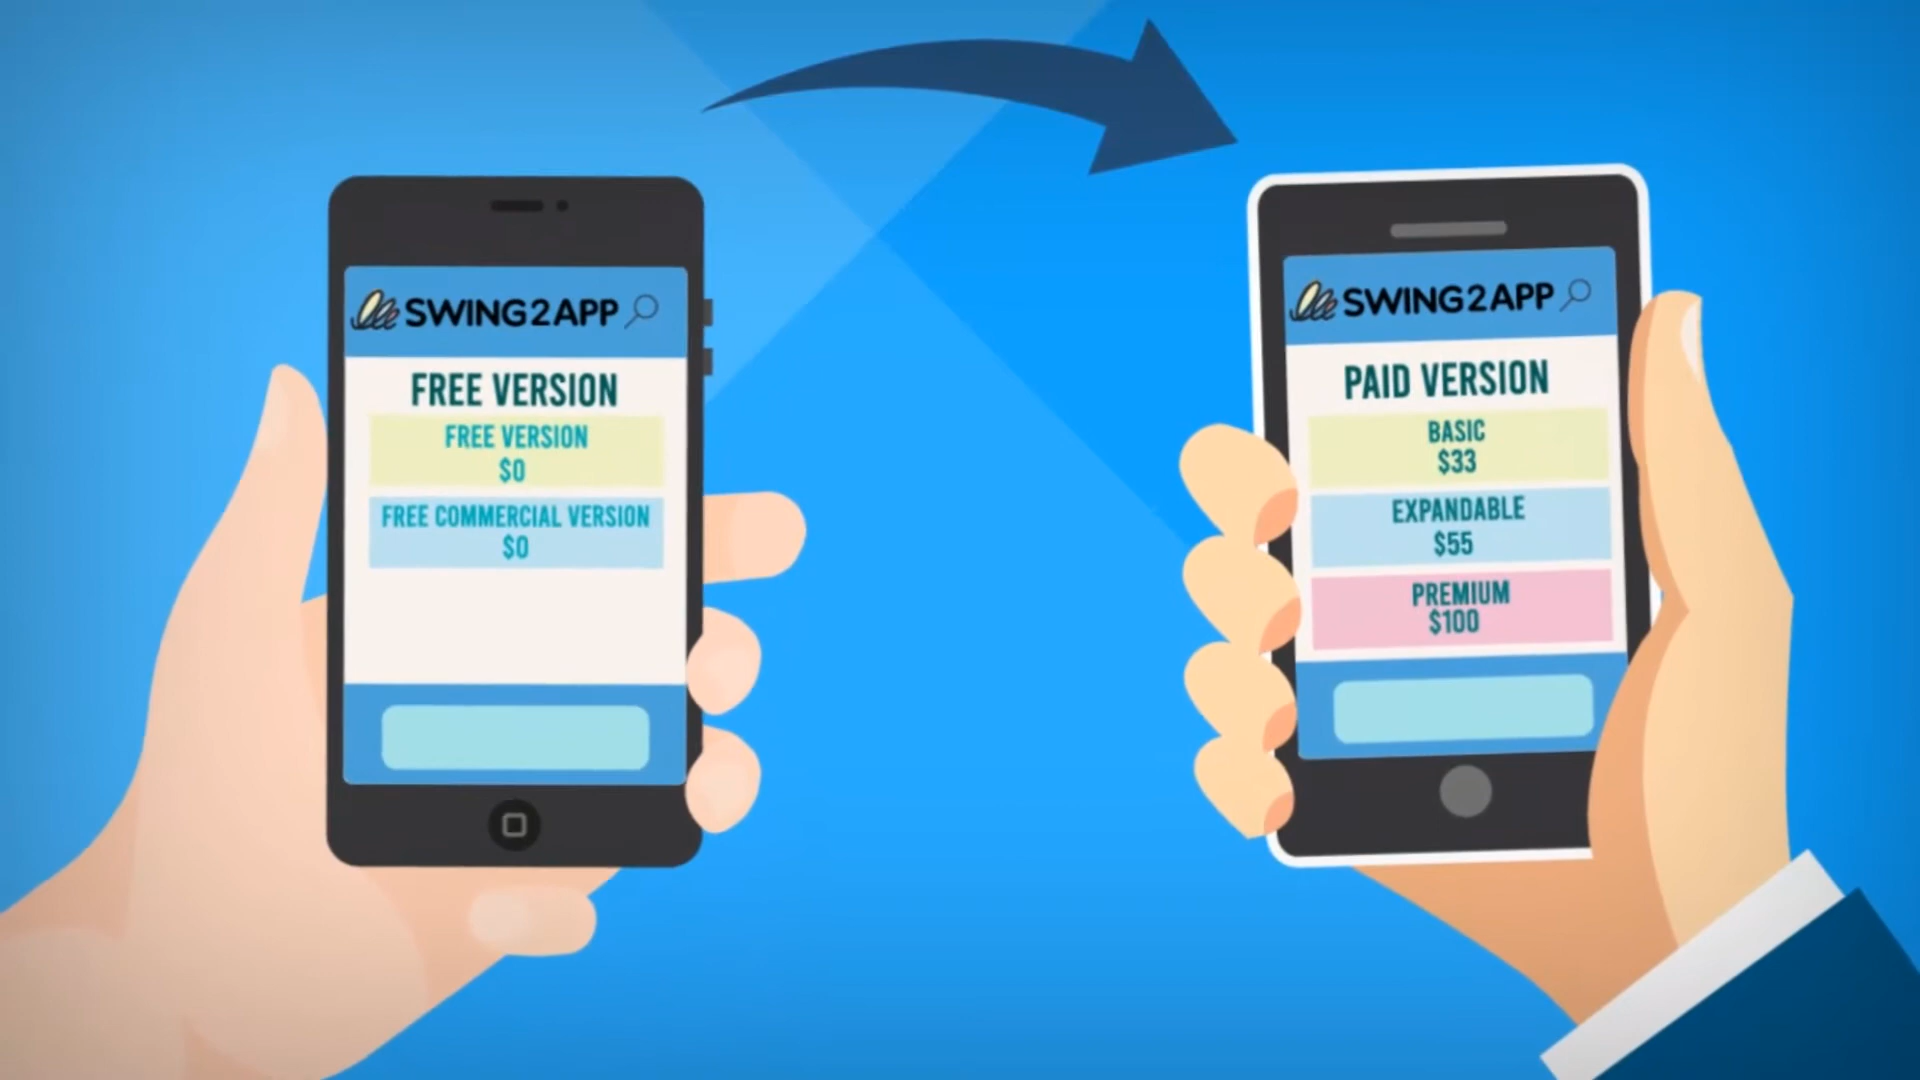 SWING2APP
FREE VERSION
FREE VERSION
$0
FREE COMMERCIAL VERSION
$0
SWING2APP
PAID VERSION
BASIC
$33
EXPANDABLE
$55
PREMIUM
$100